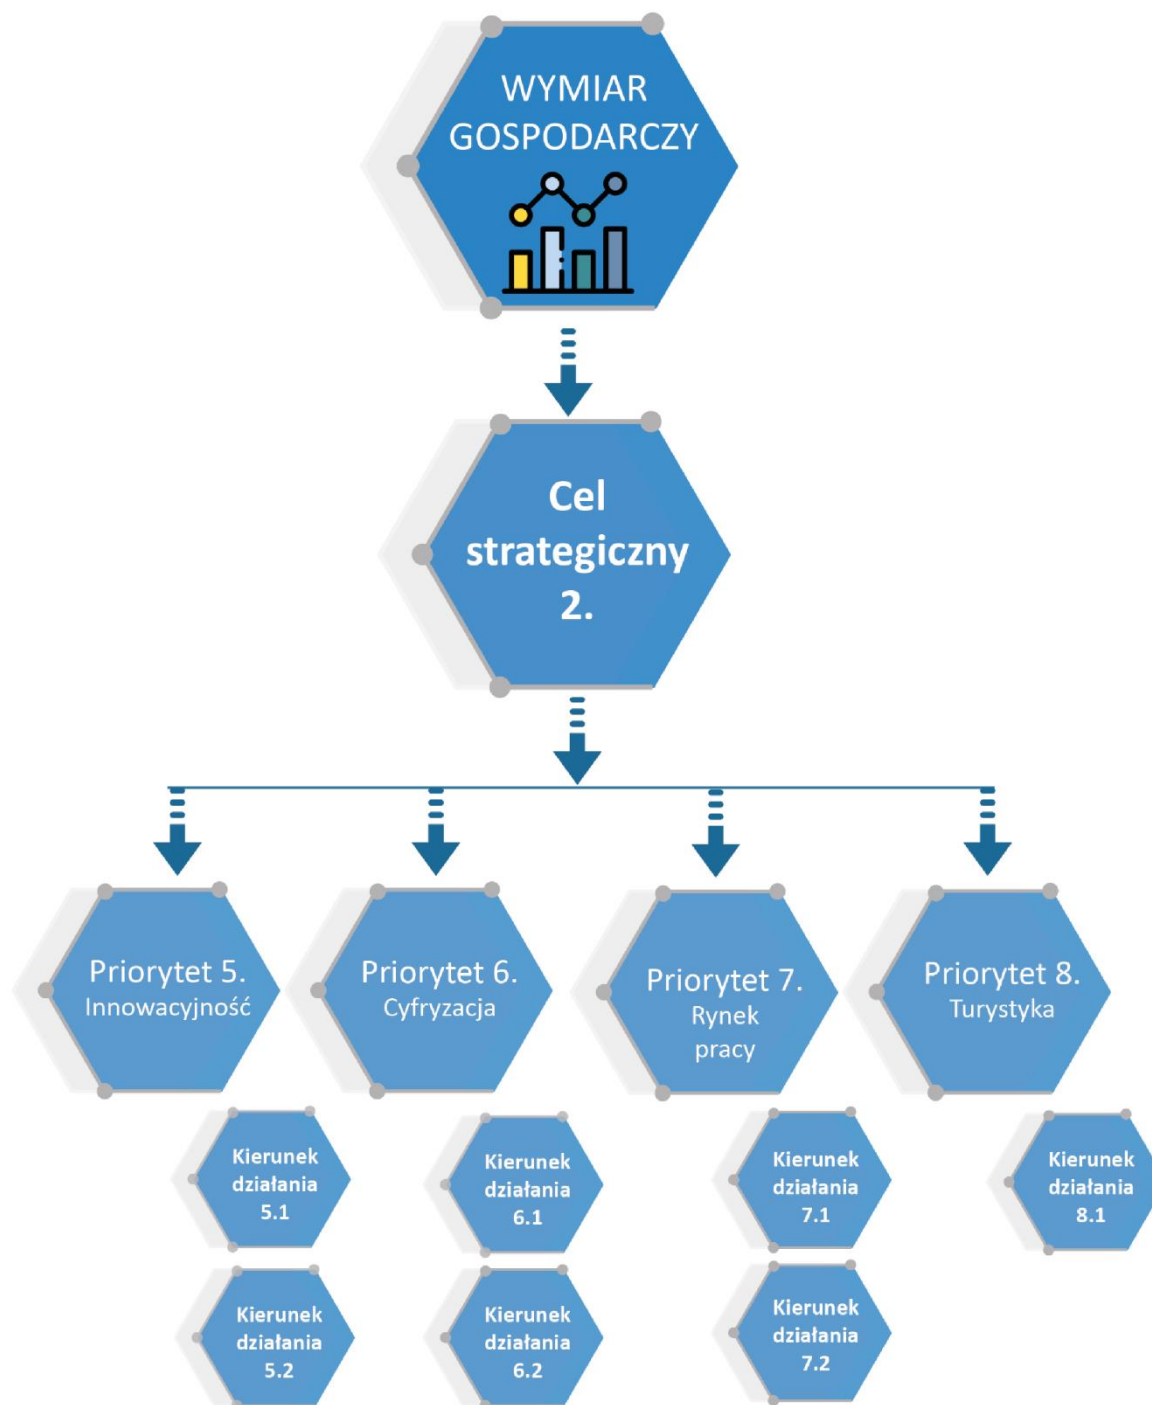 WYMIAR
GOSPODARCZY
Cel
strategiczny
2.
Priorytet 5.
Innowacyjność
Priorytet 6.
Cyfryzacja
Priorytet 7.
Rynek
pracy
Priorytet 8.
Turystyka
Kierunek
działania
5.1
Kierunek
działania
6.1
Kierunek
działania
7.1
Kierunek
działania
8.1
Kierunek
działania
5.2
Kierunek
działania
6.2
Kierunek
działania
7.2